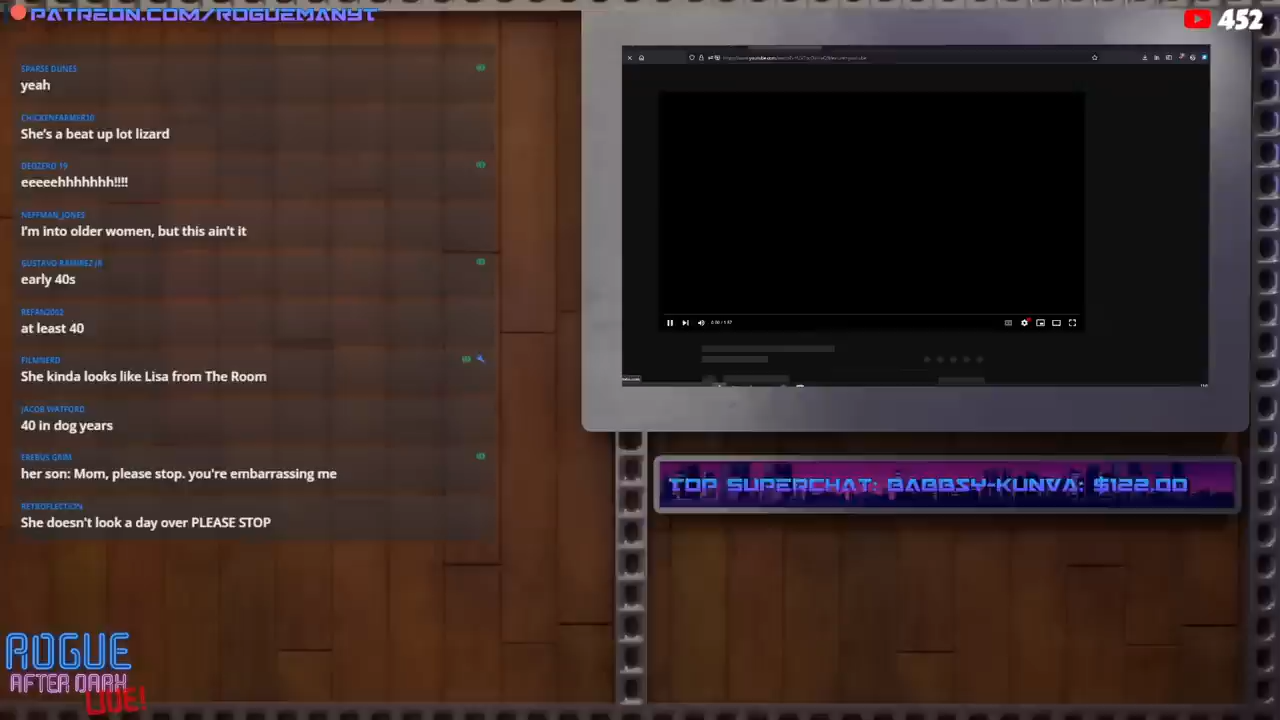 PATREON.COM/ROGUEMANYT
452
SPARSE DUNES
yeah
CHICKENFARMER10
She's a beat up lot lizard
DEGZERO 19
eeeeehhhhhhh!!!!
NEFFMAN_JONES
I'm into older women, but this ain't it
GUSTAVO RAMIREZ JR
early 40s
REFAN2002
at least 40
FILMNERD
She kinda looks like Lisa from The Room
JACOB WATFORD
40 in dog years
EREBUS GRIM
her son: Mom, please stop. you're embarrassing me
RETROFLECTION
She doesn't look a day over PLEASE STOP
TOP SUPERCHAT: BABBSY-KUNVA: $122.00
ROGUE
AFTER DARK
LIVE!